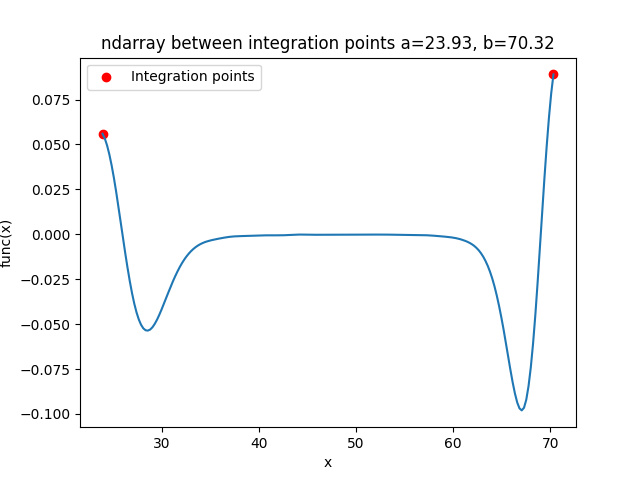 ndarray between integration points a=23.93, b=70.32
Integration points
0.075
0.050
0.025
0.000
−0.025
−0.050
−0.075
−0.100
func(x)
30 40 50 60 70
x